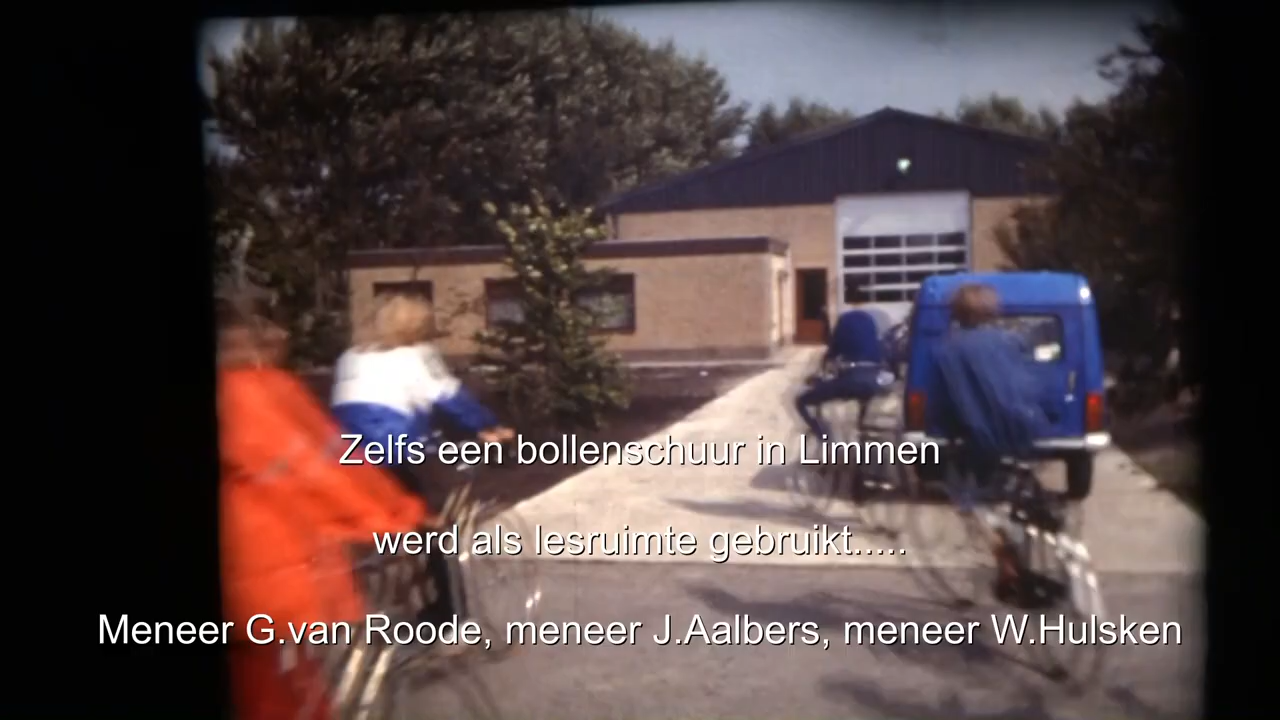 Zelfs een bollenschuur in Limmen
werd als lesruimte gebruikt.....
Meneer G.van Roode, meneer J.Aalbers, meneer W.Hulsken